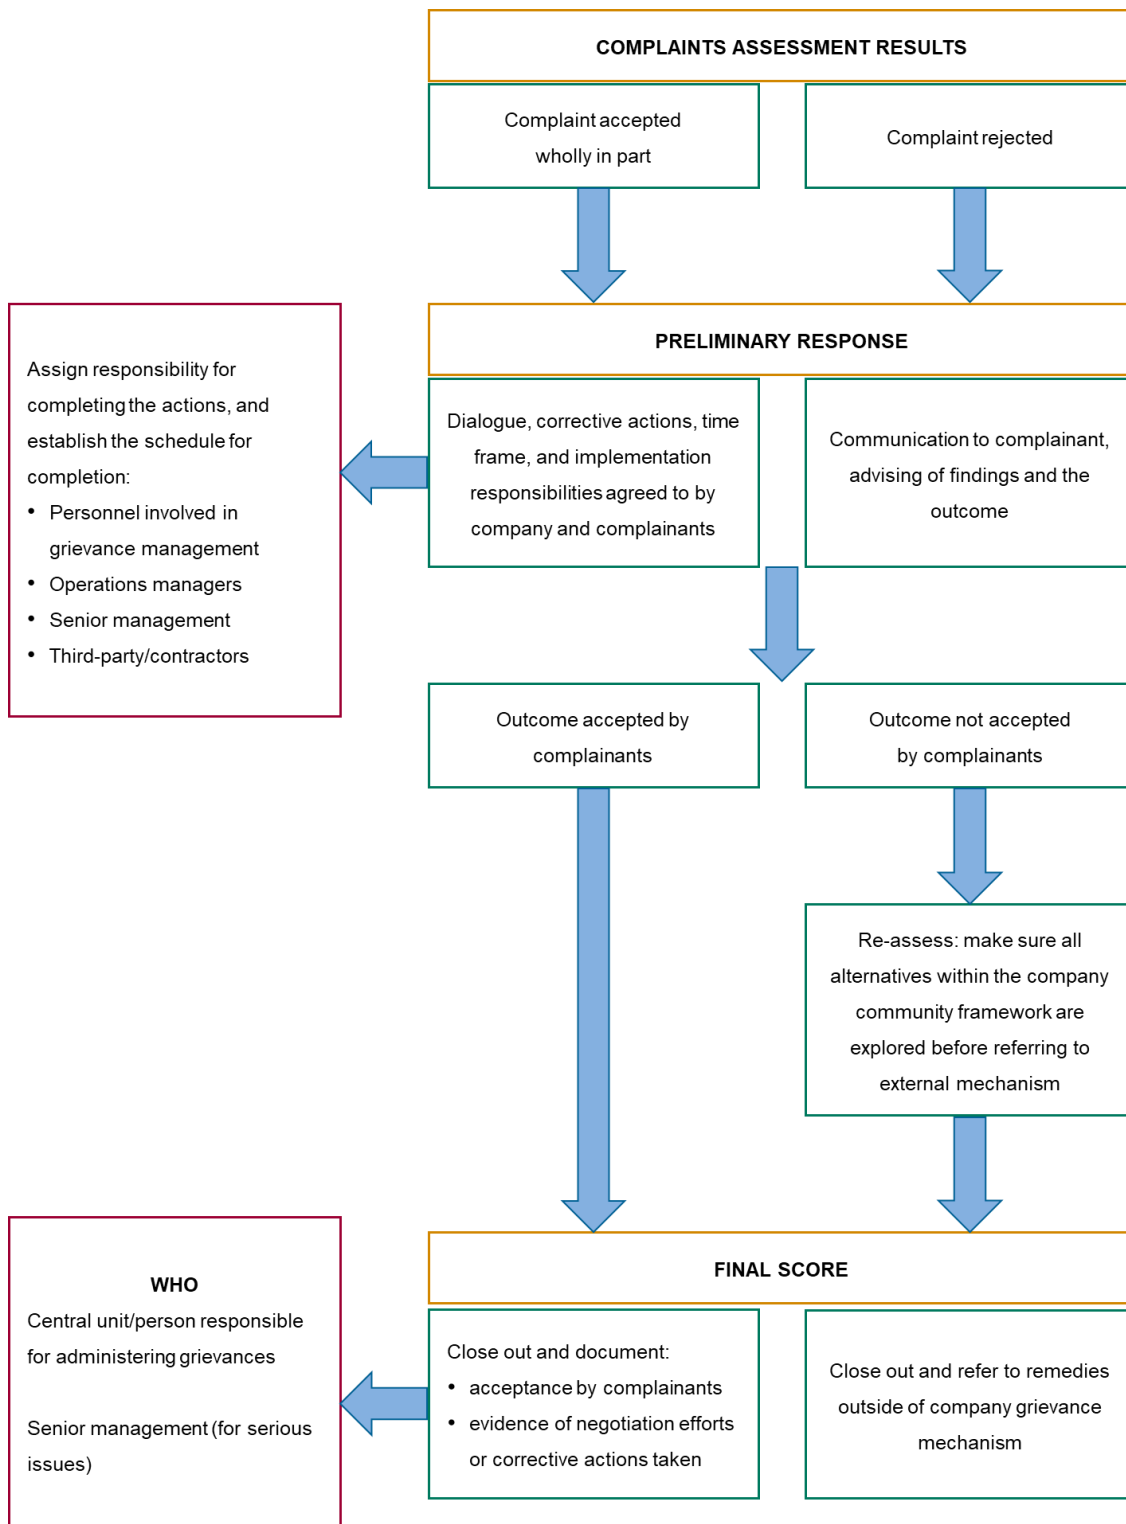 COMPLAINTS ASSESSMENT RESULTS
Complaint accepted
wholly in part
Complaint rejected
PRELIMINARY RESPONSE
Assign responsibility for
completing the actions, and
establish the schedule for
completion:
• Personnel involved in
grievance management
• Operations managers
• Senior management
• Third-party/contractors
Dialogue, corrective actions, time
frame, and implementation
responsibilities agreed to by
company and complainants
Communication to complainant,
advising of findings and the
outcome
Outcome accepted by
complainants
Outcome not accepted
by complainants
Re-assess: make sure all
alternatives within the company
community framework are
explored before referring to
external mechanism
FINAL SCORE
WHO
Central unit/person responsible
for administering grievances
Senior management (for serious
issues)
Close out and document:
• acceptance by complainants
• evidence of negotiation efforts
or corrective actions taken
Close out and refer to remedies
outside of company grievance
mechanism